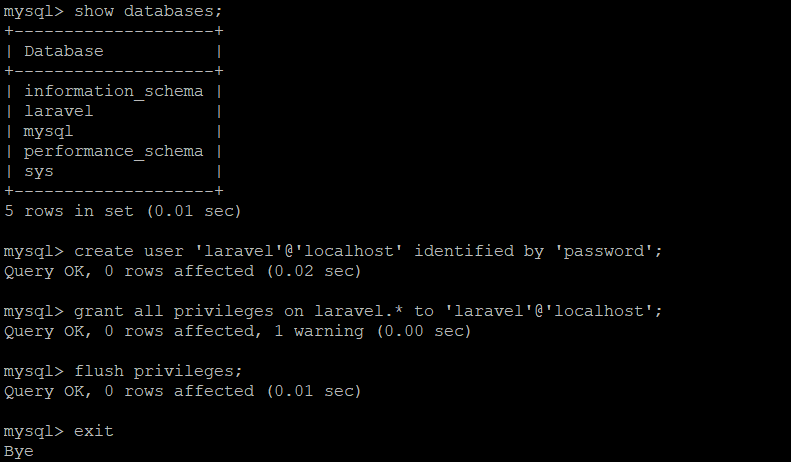 mysql> show databases;
+--------------------+
| Database           |
+--------------------+
| information_schema |
| laravel            |
| mysql              |
| performance_schema |
| sys                |
+--------------------+
5 rows in set (0.01 sec)
mysql> create user 'laravel'@'localhost' identified by 'password';
Query OK, 0 rows affected (0.02 sec)
mysql> grant all privileges on laravel.* to 'laravel'@'localhost';
Query OK, 0 rows affected, 1 warning (0.00 sec)
mysql> flush privileges;
Query OK, 0 rows affected (0.01 sec)
mysql> exit
Bye